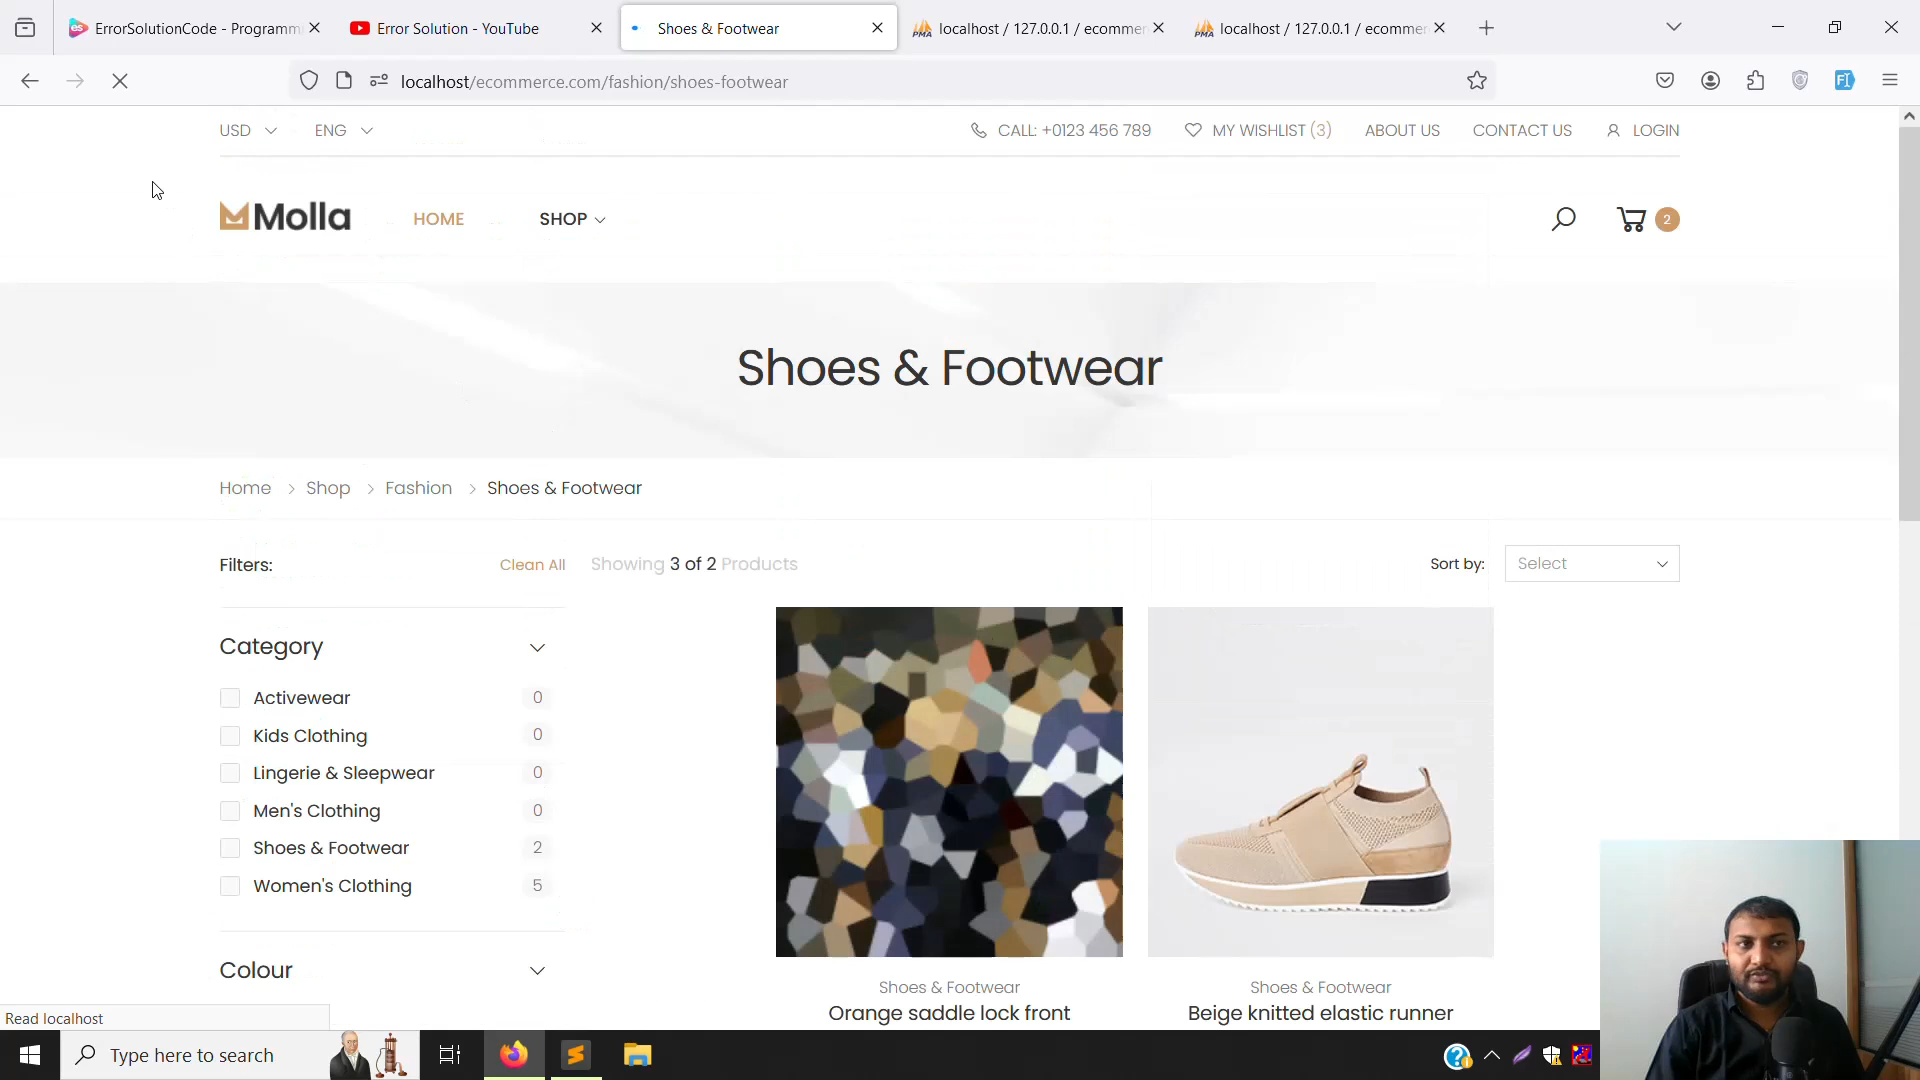 ErrorSolutionCode - Programmi
Error Solution - YouTube
Shoes & Footwear
localhost / 127.0.0.1 / ecommer
localhost / 127.0.0.1 / ecommer
localhost/ecommerce.com/fashion/shoes-footwear
USD
ENG
CALL: +0123 456 789
MY WISHLIST (3)
ABOUT US
CONTACT US
LOGIN
Molla
HOME
SHOP
2
Shoes & Footwear
Home > Shop > Fashion > Shoes & Footwear
Filters:
Clean All
Showing 3 of 2 Products
Sort by:
Select
Category
Activewear 0
Kids Clothing 0
Lingerie & Sleepwear 0
Men's Clothing 0
Shoes & Footwear 2
Women's Clothing 5
Colour
Shoes & Footwear
Orange saddle lock front
Shoes & Footwear
Beige knitted elastic runner
Read localhost
Type here to search